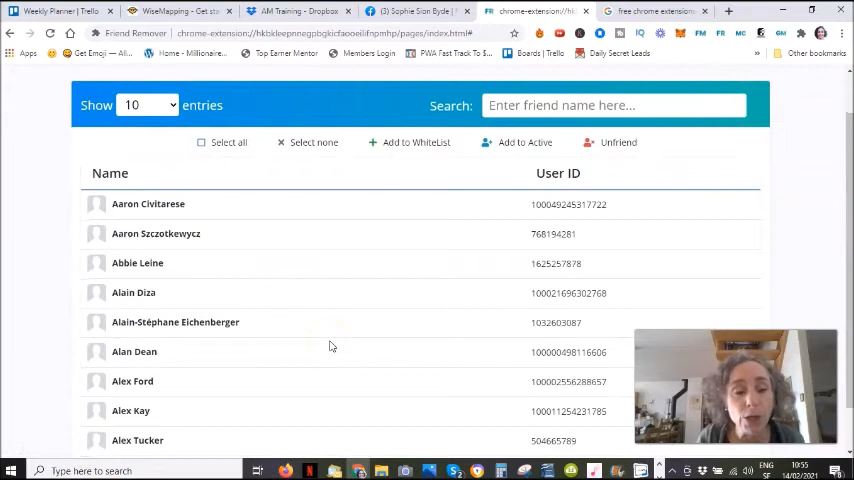 Weekly Planner | Trello
WiseMapping - Get sta
AM Training - Dropbox
(3) Sophie Sion Byde |
chrome-extension://hk
free chrome extension
Friend Remover | chrome-extension://hkbkleepnnegpbgkicfaooeilifnpmhp/pages/index.html#
Apps
Get Emoji — All...
Home - Millionaire...
Members Login
PWA Fast Track To $...
Boards | Trello
Daily Secret Leads
Other bookmarks
Show 10 entries
Search: Enter friend name here...
Select all
Select none
Add to WhiteList
Add to Active
Unfriend
Name User ID
Aaron Civitarese 100049245317722
Aaron Szczotkewycz 768194281
Abbie Leine 1625257878
Alain Diza 100021696302768
Alain-Stéphane Eichenberger 1032603087
Alan Dean 100000498116606
Alex Ford 100002556288657
Alex Kay 100011254231785
Alex Tucker 504665789
Type here to search
ENG
SF
10:55
14/02/2021